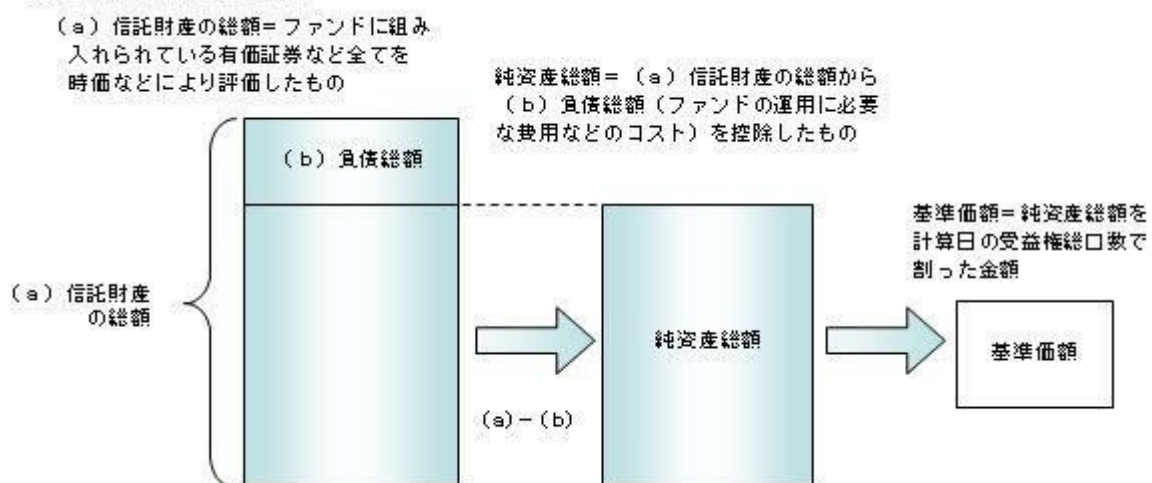 （a）信託財産の総額＝ファンドに組み
入れられている有価証券など全てを
時価などにより評価したもの
純資産総額＝（a）信託財産の総額から
（b）負債総額（ファンドの運用に必要
な費用などのコスト）を控除したもの
（b）負債総額
基準価額＝純資産総額を
計算日の受益権総口数で
割った金額
（a）信託財産
の総額
純資産総額
基準価額
(a)－(b)